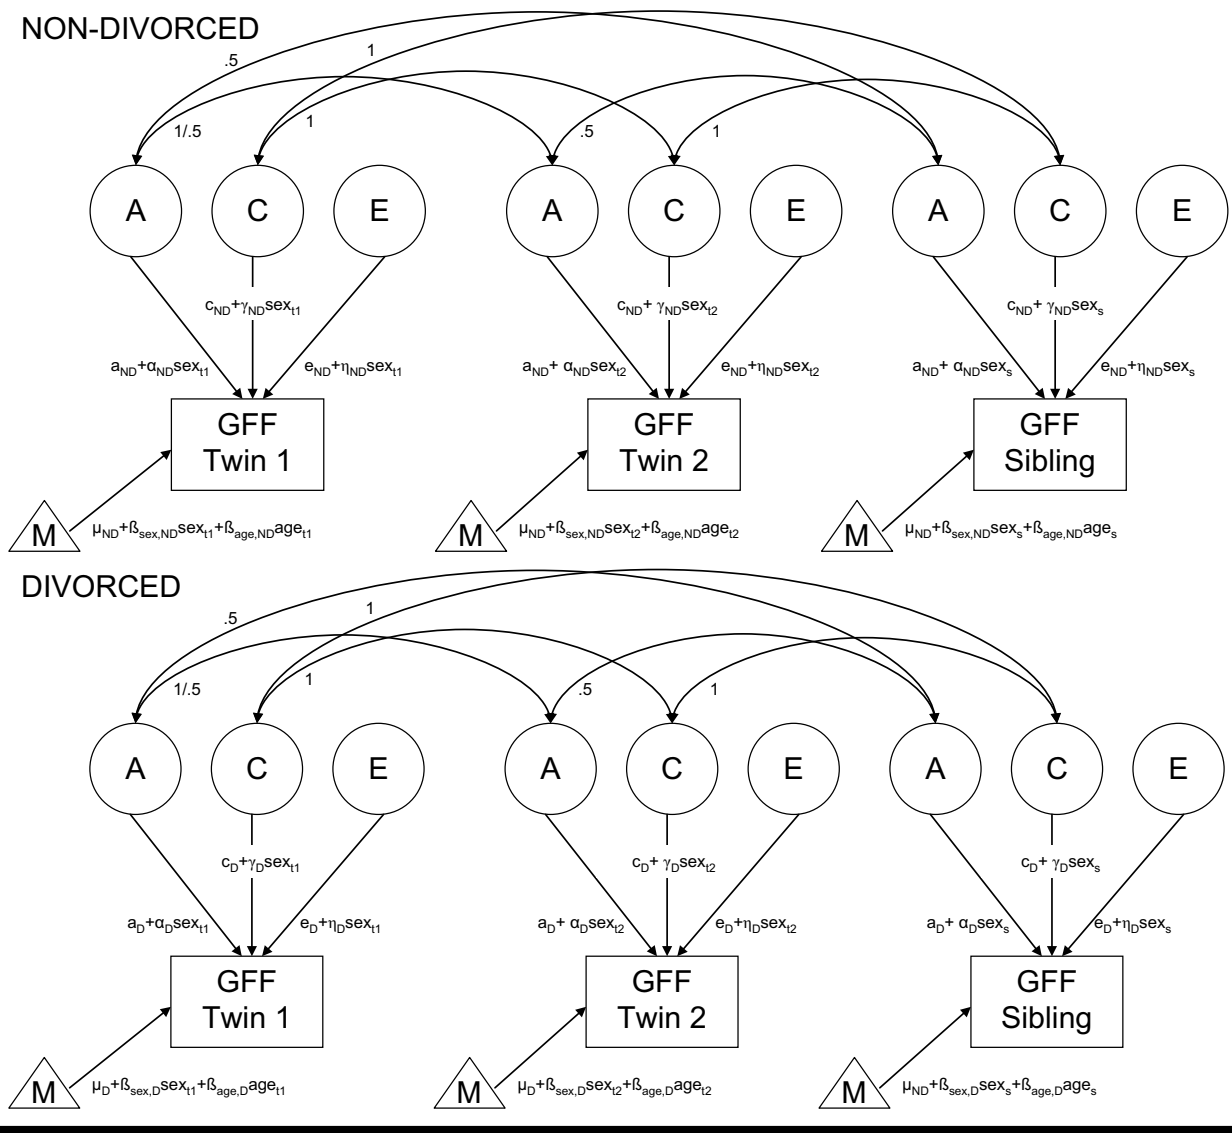 NON-DIVORCED
.5
1
1/.5
1
.5
1
A C E A C E A C E
c_ND+γ_NDsex_t1 c_ND+ γ_NDsex_t2 c_ND+ γ_NDsex_s
a_ND+α_NDsex_t1 e_ND+η_NDsex_t1 a_ND+ α_NDsex_t2 e_ND+η_NDsex_t2 a_ND+ α_NDsex_s e_ND+η_NDsex_s
GFF GFF GFF
Twin 1 Twin 2 Sibling
M µ_ND+ß_sex,NDsex_t1+ß_age,NDage_t1 M µ_ND+ß_sex,NDsex_t2+ß_age,NDage_t2 M µ_ND+ß_sex,NDsex_s+ß_age,NDage_s
DIVORCED
.5
1
1/.5
1
.5
1
A C E A C E A C E
c_D+γ_Dsex_t1 c_D+ γ_Dsex_t2 c_D+ γ_Dsex_s
a_D+α_Dsex_t1 e_D+η_Dsex_t1 a_D+ α_Dsex_t2 e_D+η_Dsex_t2 a_D+ α_Dsex_s e_D+η_Dsex_s
GFF GFF GFF
Twin 1 Twin 2 Sibling
M µ_D+ß_sex,Dsex_t1+ß_age,Dage_t1 M µ_D+ß_sex,Dsex_t2+ß_age,Dage_t2 M µ_ND+ß_sex,Dsex_s+ß_age,Dage_s